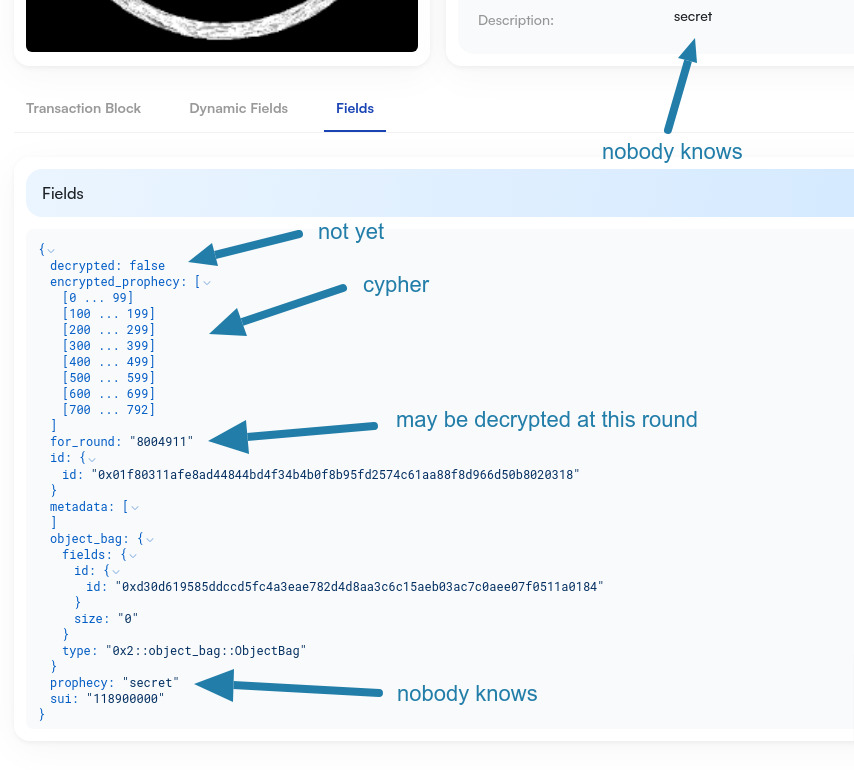 Description:
secret
Transaction Block
Dynamic Fields
Fields
nobody knows
Fields
not yet
{
decrypted: false
encrypted_prophecy: [
cypher
[0 ... 99]
[100 ... 199]
[200 ... 299]
[300 ... 399]
[400 ... 499]
[500 ... 599]
[600 ... 699]
[700 ... 792]
]
may be decrypted at this round
for_round: "8004911"
id: {
id: "0x01f80311afe8ad44844bd4f34b4b0f8b95fd2574c61aa88f8d966d50b8020318"
}
metadata: [
]
object_bag: {
fields: {
id: {
id: "0xd30d619585ddccd5fc4a3eae782d4d8aa3c6c15aeb03ac7c0aee07f0511a0184"
}
size: "0"
}
type: "0x2::object_bag::ObjectBag"
}
prophecy: "secret"
nobody knows
sui: "118900000"
}